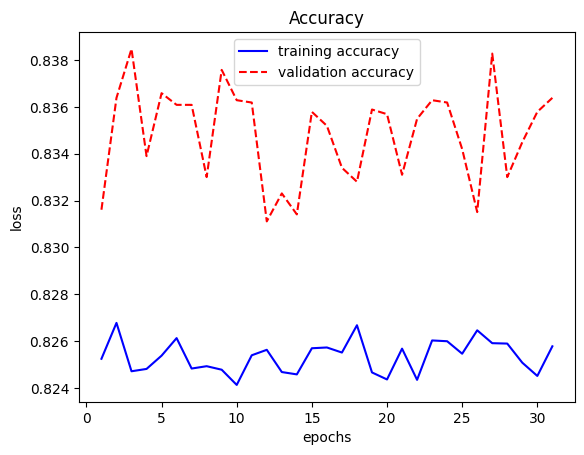 Accuracy
training accuracy
validation accuracy
0.838
0.836
0.834
0.832
0.830
0.828
0.826
0.824
loss
0 5 10 15 20 25 30
epochs